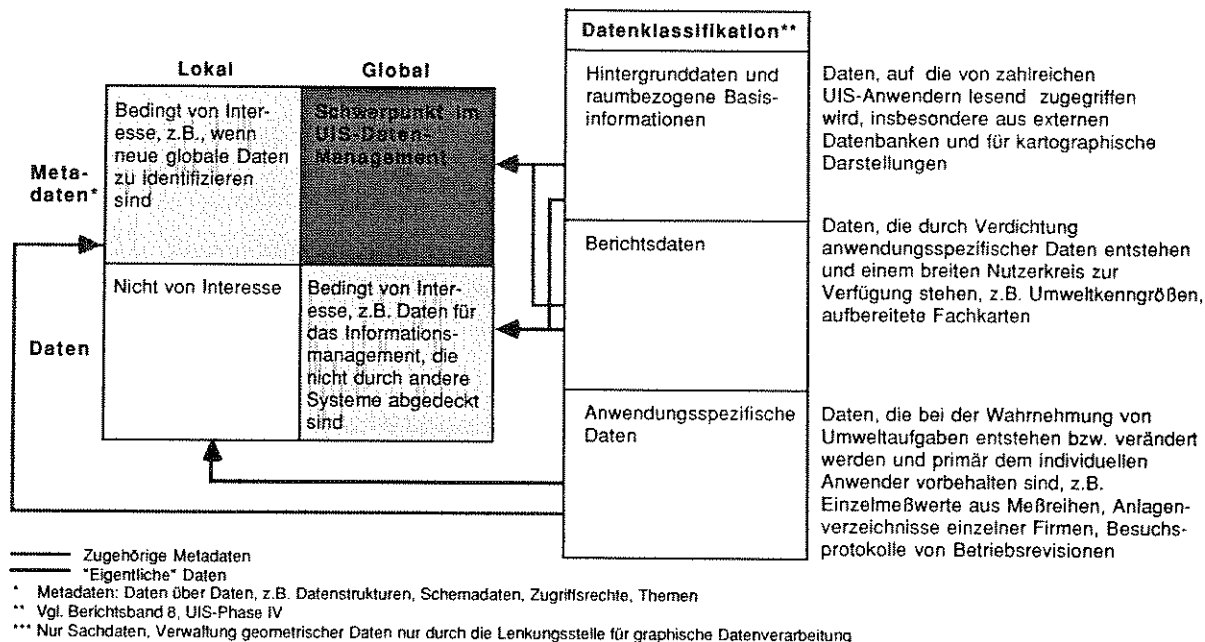 Lokal
Global
Meta-
daten*
Daten
Bedingt von Inter-
esse, z.B., wenn
neue globale Daten
zu identifizieren
sind
Schwerpunkt im
UIS-Daten-
Management
Nicht von Interesse
Bedingt von Inter-
esse, z.B. Daten für
das Informations-
management, die
nicht durch andere
Systeme abgedeckt
sind
Datenklassifikation**
Hintergrunddaten und
raumbezogene Basis-
informationen
Daten, auf die von zahlreichen
UIS-Anwendern lesend zugegriffen
wird, insbesondere aus externen
Datenbanken und für kartographische
Darstellungen
Berichtsdaten
Daten, die durch Verdichtung
anwendungsspezifischer Daten entstehen
und einem breiten Nutzerkreis zur
Verfügung stehen, z.B. Umweltkenngrößen,
aufbereitete Fachkarten
Anwendungsspezifische
Daten
Daten, die bei der Wahrnehmung von
Umweltaufgaben entstehen bzw. verändert
werden und primär dem individuellen
Anwender vorbehalten sind, z.B.
Einzelmeßwerte aus Meßreihen, Anlagen-
verzeichnisse einzelner Firmen, Besuchs-
protokolle von Betriebsrevisionen
Zugehörige Metadaten
"Eigentliche" Daten
* Metadaten: Daten über Daten, z.B. Datenstrukturen, Schemadaten, Zugriffsrechte, Themen
** Vgl. Berichtsband 8, UIS-Phase IV
*** Nur Sachdaten, Verwaltung geometrischer Daten nur durch die Lenkungsstelle für graphische Datenverarbeitung